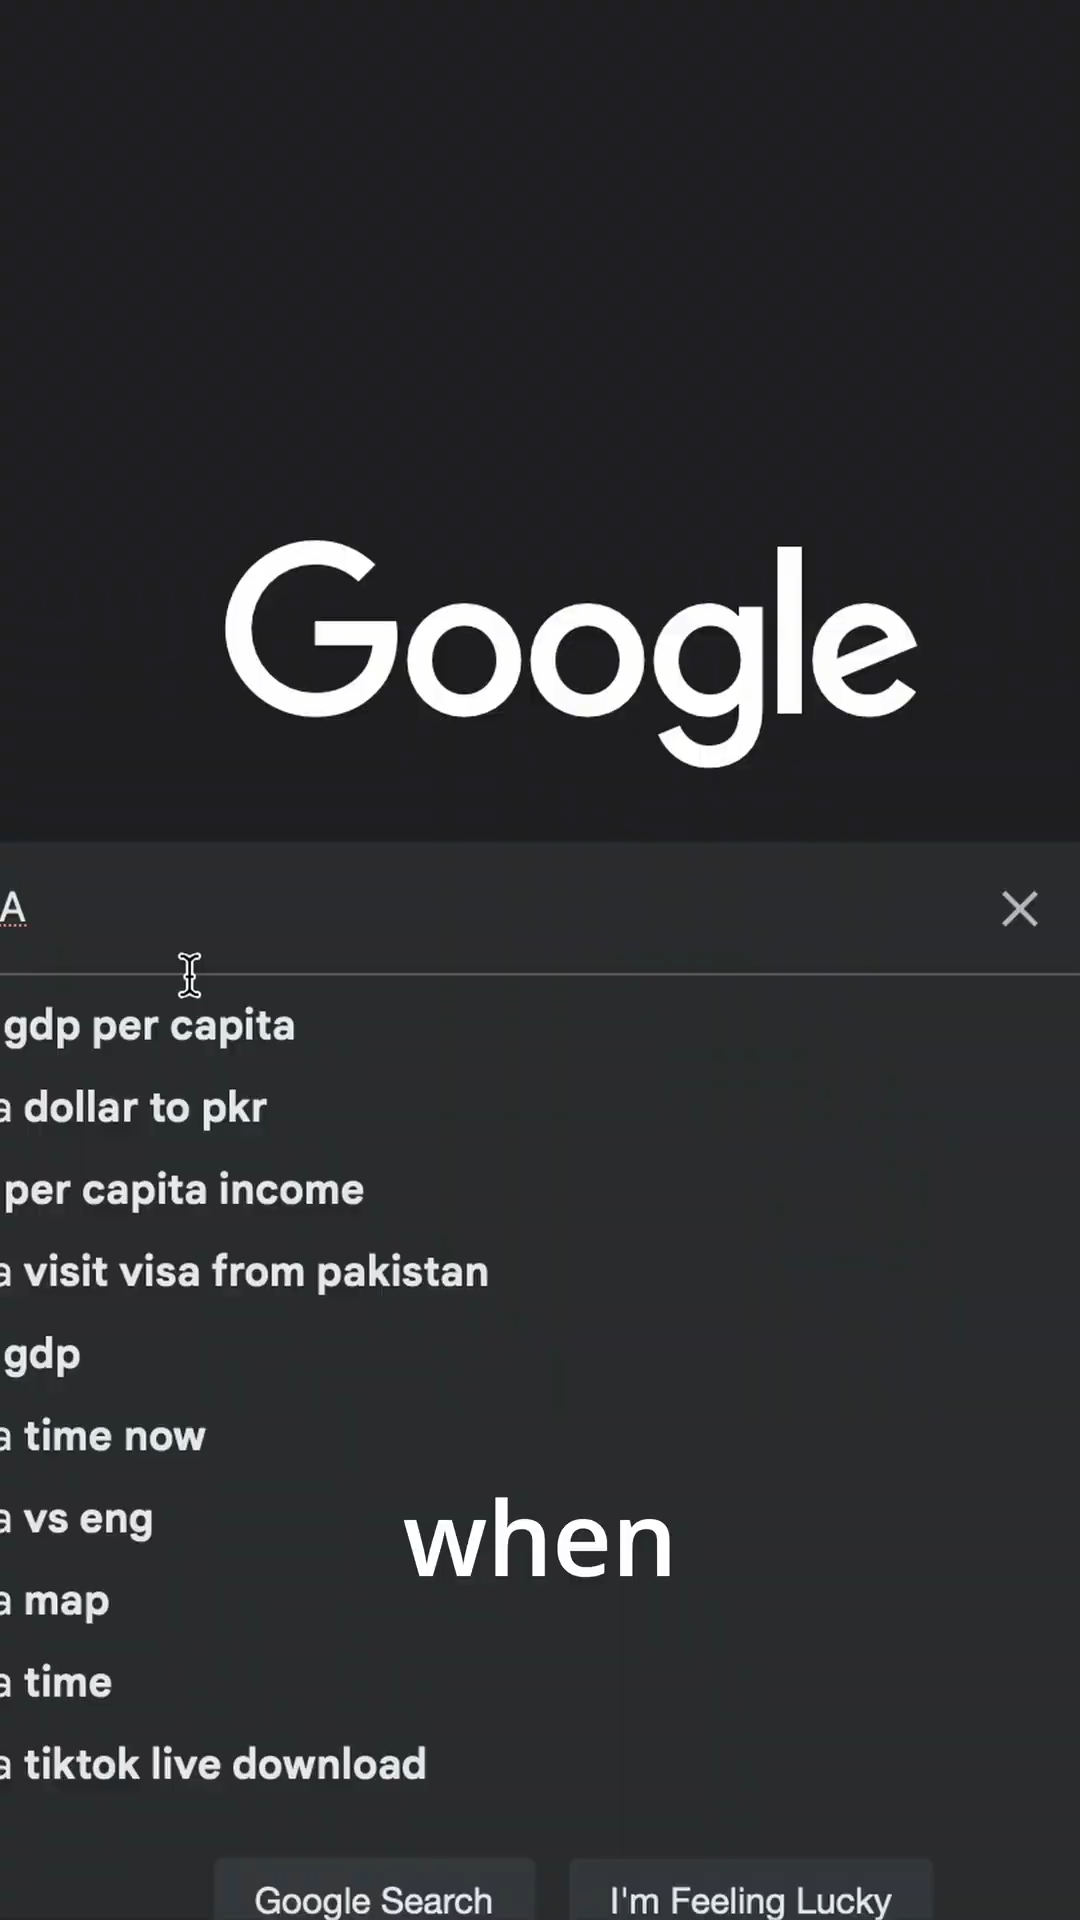 Google
A
gdp per capita
a dollar to pkr
per capita income
a visit visa from pakistan
gdp
a time now
a vs eng
when
a map
a time
a tiktok live download
Google Search
I'm Feeling Lucky